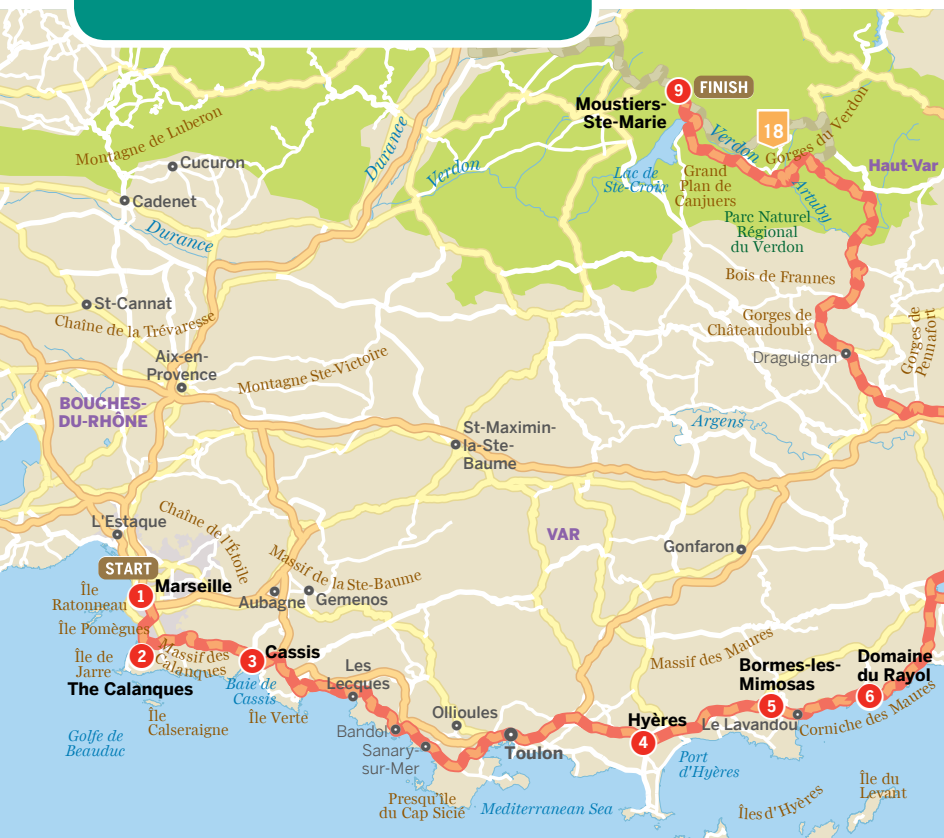 9
FINISH
Moustiers-
Ste-Marie
18
Verdon
Gorges du Verdon
Haut-Var
Montagne de Luberon
Durance
Verdon
Cucuron
Cadenet
Durance
Lac de
Ste-Croix
Grand
Plan de
Canjuers
Artuby
Parc Naturel
Régional
du Verdon
Bois de Frannes
St-Cannat
Chaîne de la Trévaresse
Gorges de
Châteaudouble
Gorges de
Pennafort
Draguignan
Aix-en-
Provence
Montagne Ste-Victoire
BOUCHES-
DU-RHÔNE
St-Maximin-
la-Ste-
Baume
Argens
L'Estaque
Chaîne de l'Étoile
VAR
Gonfaron
START
1
Marseille
Île
Ratonneau
Massif de la Ste-Baume
Aubagne
Gemenos
Île Pomègues
2
Île de
Jarre
The Calanques
Massif des
Calanques
3
Cassis
Baie de
Cassis
Île
Calseraigne
Île Verte
Golfe de
Beauduc
Les
Lecques
Bandol
Sanary-
sur-Mer
Ollioules
Toulon
Presqu'île
du Cap Sicié
Mediterranean Sea
Hyères
4
Port
d'Hyères
Massif des Maures
Bormes-les-
Mimosas
5
Le Lavandou
Domaine
du Rayol
6
Corniche des Maures
Îles d'Hyères
Île du
Levant